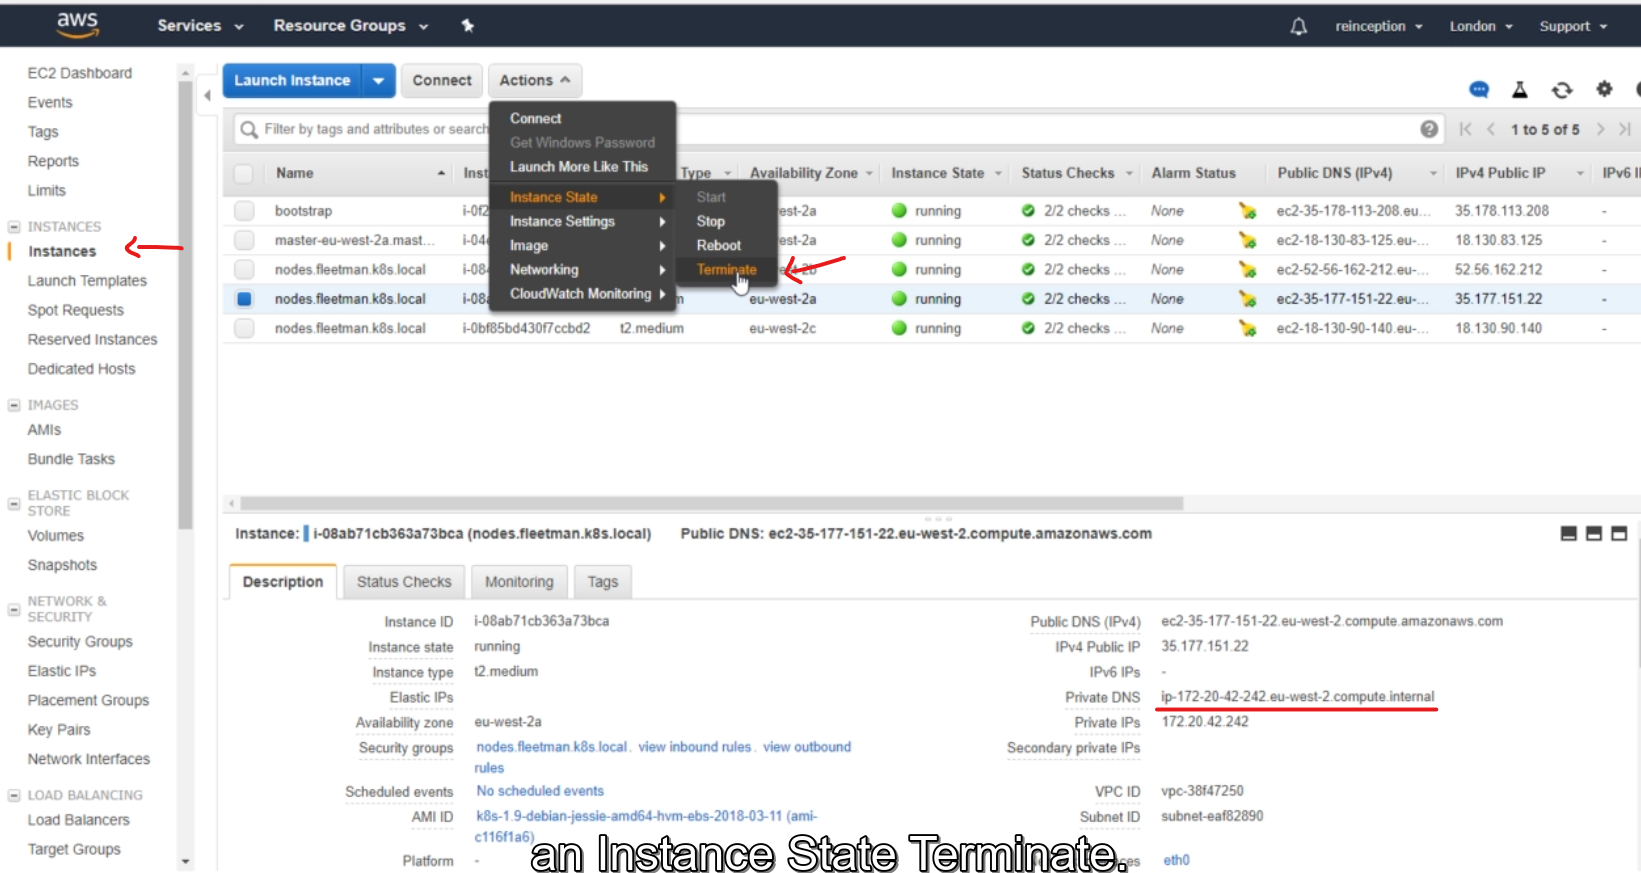 aws Services Resource Groups reinception London Support
EC2 Dashboard
Events
Tags
Reports
Limits
INSTANCES
Instances
Launch Templates
Spot Requests
Reserved Instances
Dedicated Hosts
IMAGES
AMIs
Bundle Tasks
ELASTIC BLOCK
STORE
Volumes
Snapshots
NETWORK &
SECURITY
Security Groups
Elastic IPs
Placement Groups
Key Pairs
Network Interfaces
LOAD BALANCING
Load Balancers
Target Groups
Launch Instance Connect Actions
Filter by tags and attributes or search 1 to 5 of 5
Connect
Get Windows Password
Launch More Like This
Instance State
Instance Settings
Image
Networking
CloudWatch Monitoring
Start
Stop
Reboot
Terminate
Name Inst Type Availability Zone Instance State Status Checks Alarm Status Public DNS (IPv4) IPv4 Public IP IPv6 I
bootstrap i-0f2 est-2a running 2/2 checks ... None ec2-35-178-113-208.eu... 35.178.113.208 -
master-eu-west-2a.mast... i-04 est-2a running 2/2 checks ... None ec2-18-130-83-125.eu-... 18.130.83.125 -
nodes.fleetman.k8s.local i-084 running 2/2 checks ... None ec2-52-56-162-212.eu-... 52.56.162.212 -
nodes.fleetman.k8s.local i-08a m eu-west-2a running 2/2 checks ... None ec2-35-177-151-22.eu-... 35.177.151.22 -
nodes.fleetman.k8s.local i-0bf85bd430f7ccbd2 t2.medium eu-west-2c running 2/2 checks ... None ec2-18-130-90-140.eu-... 18.130.90.140 -
Instance: i-08ab71cb363a73bca (nodes.fleetman.k8s.local) Public DNS: ec2-35-177-151-22.eu-west-2.compute.amazonaws.com
Description Status Checks Monitoring Tags
Instance ID i-08ab71cb363a73bca Public DNS (IPv4) ec2-35-177-151-22.eu-west-2.compute.amazonaws.com
Instance state running IPv4 Public IP 35.177.151.22
Instance type t2.medium IPv6 IPs -
Elastic IPs Private DNS ip-172-20-42-242.eu-west-2.compute.internal
Availability zone eu-west-2a Private IPs 172.20.42.242
Security groups nodes.fleetman.k8s.local. view inbound rules. view outbound Secondary private IPs
rules
Scheduled events No scheduled events VPC ID vpc-38f47250
AMI ID k8s-1.9-debian-jessie-amd64-hvm-ebs-2018-03-11 (ami- Subnet ID subnet-eaf82890
c116f1a6)
Platform - eth0
an Instance State Terminate.